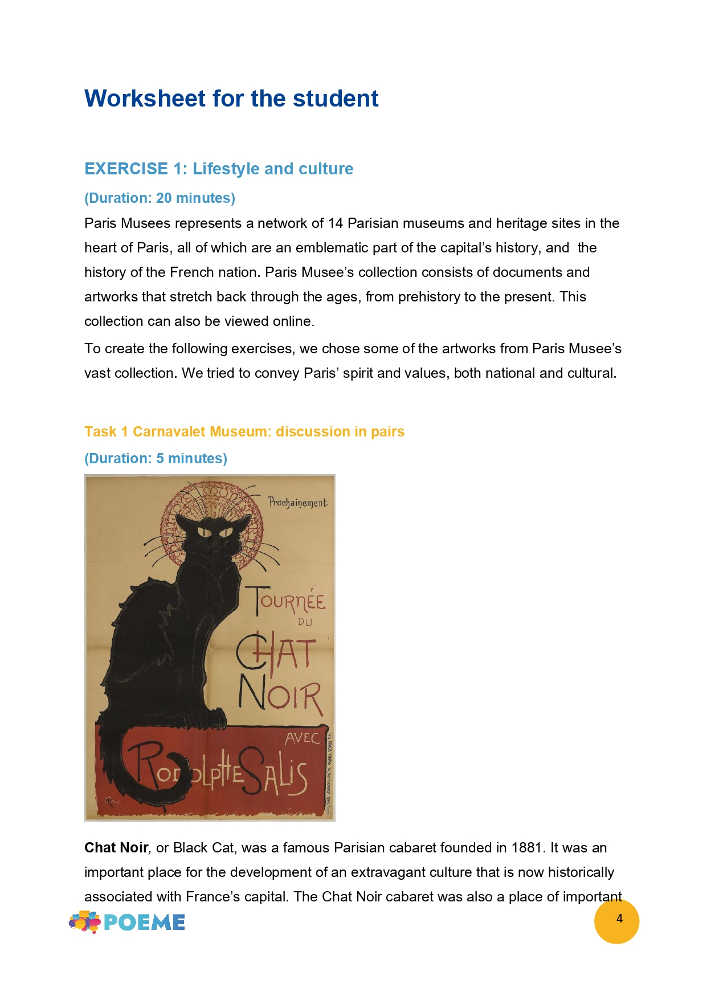 Worksheet for the student
EXERCISE 1: Lifestyle and culture
(Duration: 20 minutes)
Paris Musees represents a network of 14 Parisian museums and heritage sites in the
heart of Paris, all of which are an emblematic part of the capital’s history, and  the
history of the French nation. Paris Musee’s collection consists of documents and
artworks that stretch back through the ages, from prehistory to the present. This
collection can also be viewed online.
To create the following exercises, we chose some of the artworks from Paris Musee’s
vast collection. We tried to convey Paris’ spirit and values, both national and cultural.
Task 1 Carnavalet Museum: discussion in pairs
(Duration: 5 minutes)
Prochainement
TOURNÉE
DU
CHAT
NOIR
AVEC
RODOLPHE SALIS
Chat Noir, or Black Cat, was a famous Parisian cabaret founded in 1881. It was an
important place for the development of an extravagant culture that is now historically
associated with France’s capital. The Chat Noir cabaret was also a place of important
POEME
4